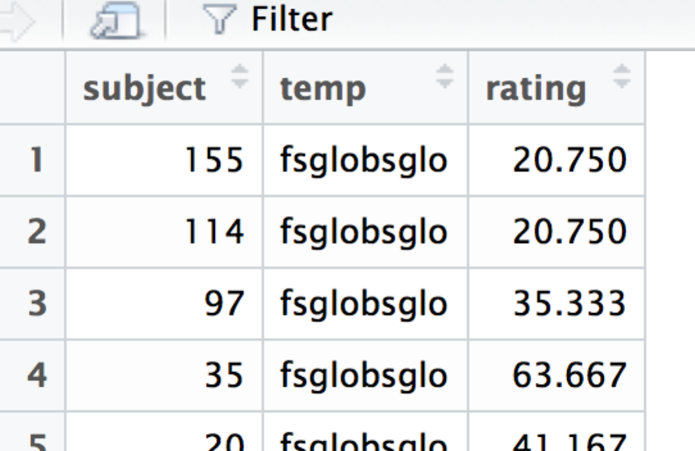 Filter
subject temp rating
1 155 fsglobsglo 20.750
2 114 fsglobsglo 20.750
3 97 fsglobsglo 35.333
4 35 fsglobsglo 63.667
5 20 fsglobsglo 41.167